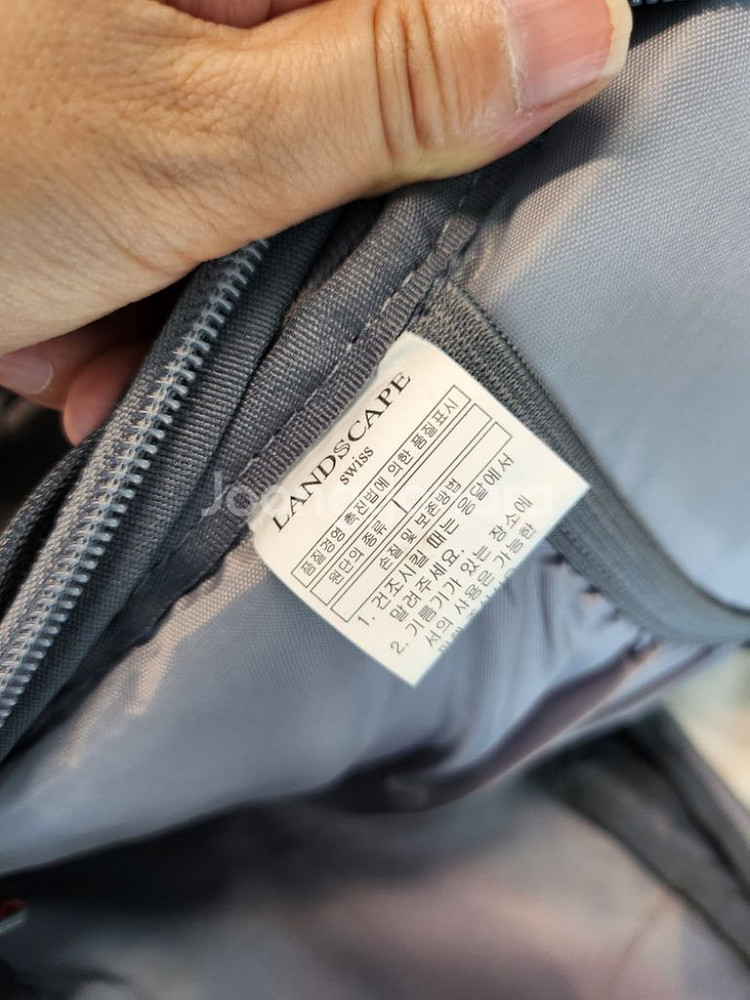 LANDSCAPE
swiss
품질경영 촉진법에 의한 품질표시
원단의 종류
손질 및 보존방법
1. 건조시킬 때는 응달에서
말려주세요.
2. 기름기가 있는 장소에
서의 사용은 가능한